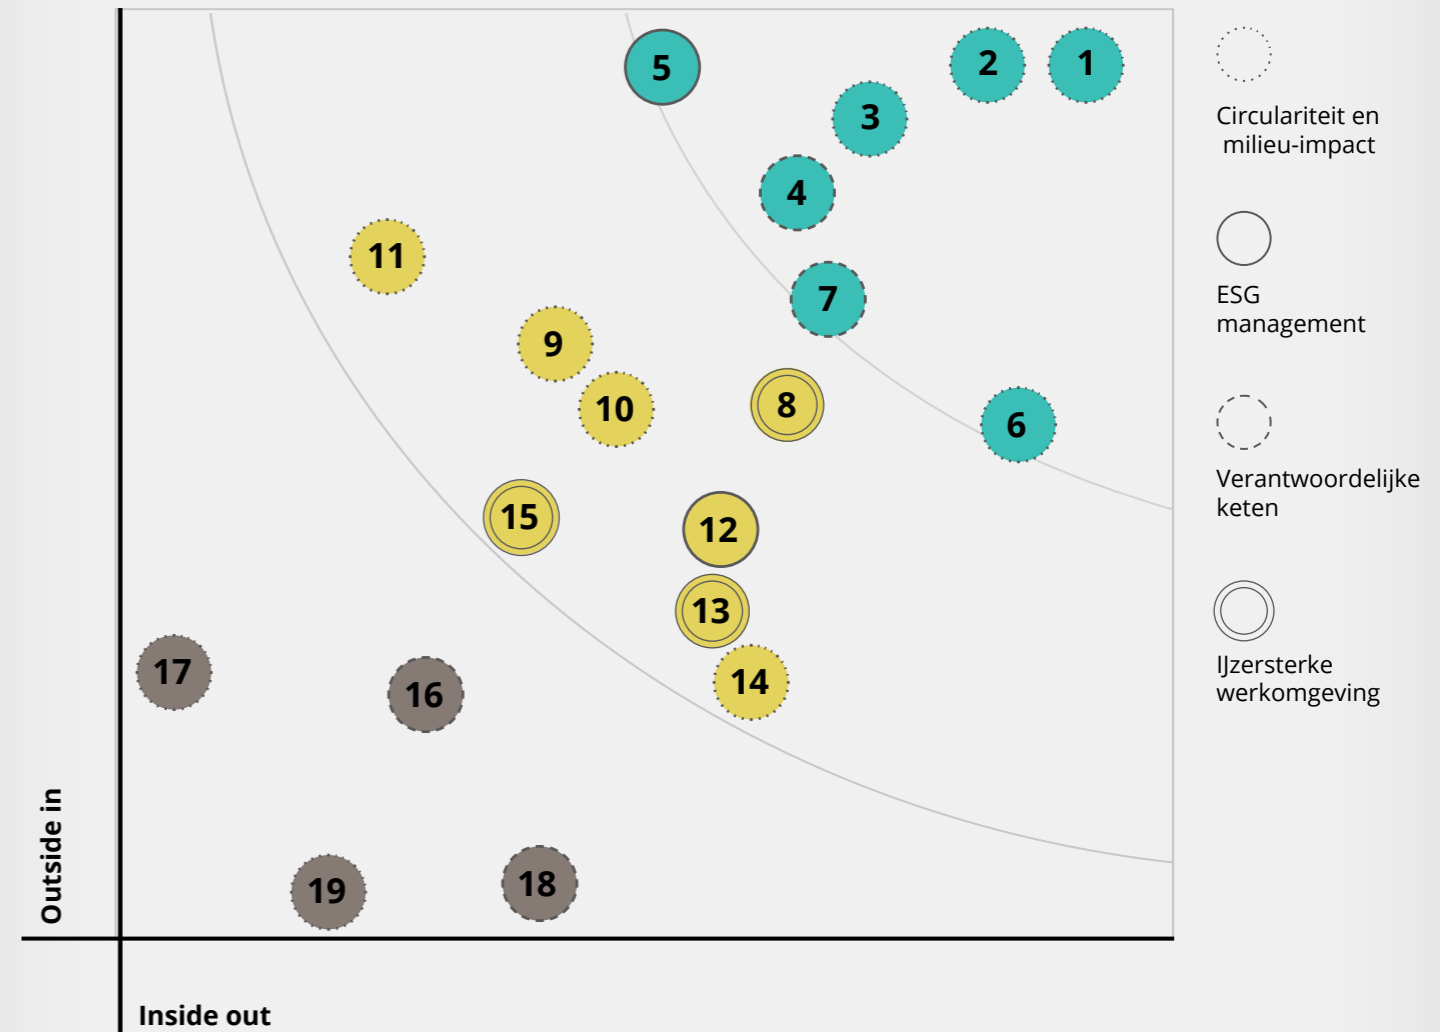 5
2
1
3
4
11
7
9
10
8
6
15
12
13
14
17
16
19
18
Outside in
Inside out
Circulariteit en
milieu-impact
ESG
management
Verantwoordelijke
keten
IJzersterke
werkomgeving